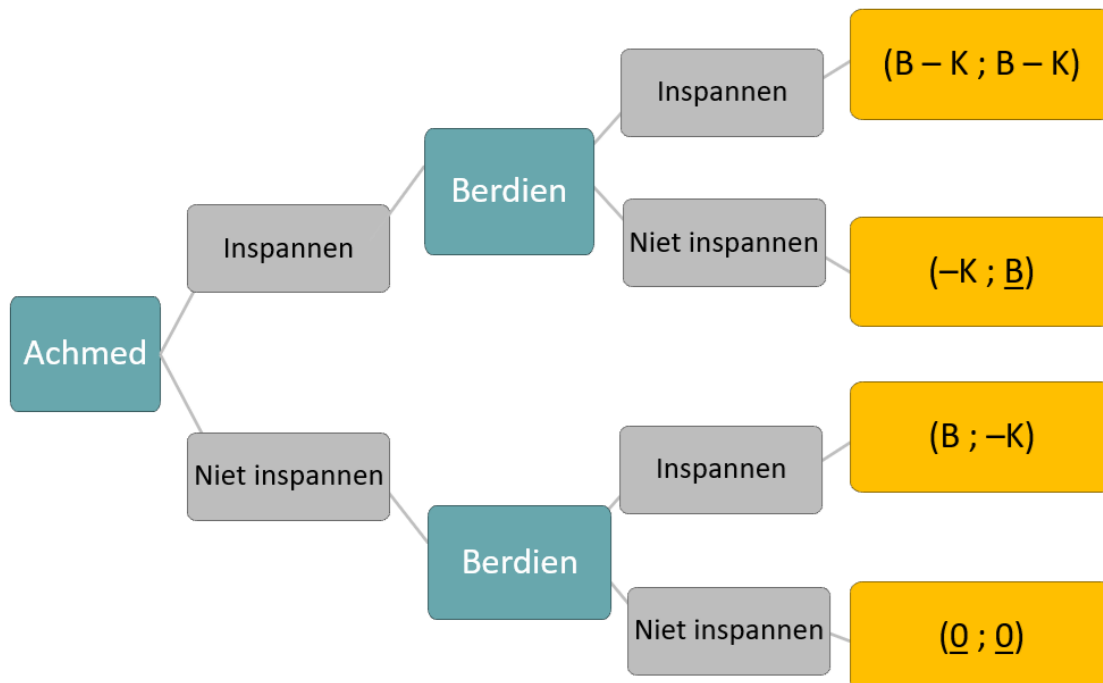 (B – K ; B – K)
Inspannen
Berdien
Niet inspannen
Inspannen
(–K ; B)
Achmed
(B ; –K)
Inspannen
Niet inspannen
Berdien
Niet inspannen
(0 ; 0)